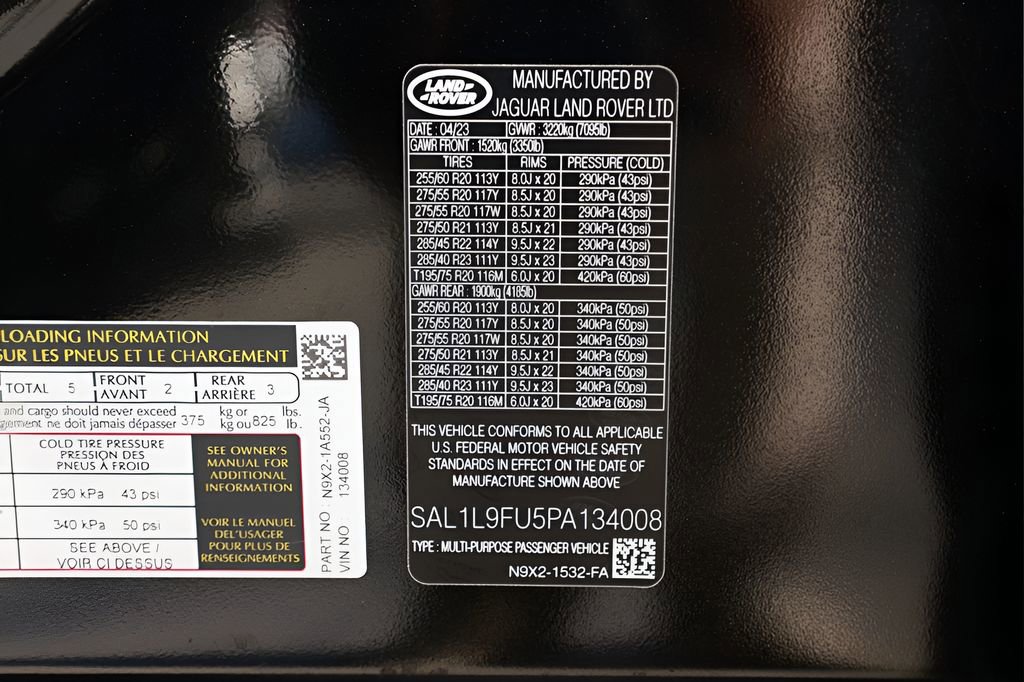 LOADING INFORMATION
SUR LES PNEUS ET LE CHARGEMENT
TOTAL 5 FRONT AVANT 2 REAR ARRIÈRE 3
and cargo should never exceed 375 kg or 825 lbs.
ne doit jamais dépasser kg ou lb.
COLD TIRE PRESSURE
PRESSION DES
PNEUS À FROID
290 kPa 43 psi
340 kPa 50 psi
SEE ABOVE /
VOIR CI DESSUS
SEE OWNER'S
MANUAL FOR
ADDITIONAL
INFORMATION
VOIR LE MANUEL
DEL'USAGER
POUR PLUS DE
RENSEIGNEMENTS
PART NO : N9X2-1A552-JA
VIN NO : 134008
LAND
ROVER
MANUFACTURED BY
JAGUAR LAND ROVER LTD
DATE : 04/23 GVWR : 3220kg (7095lb)
GAWR FRONT : 1520kg (3350lb)
TIRES RIMS PRESSURE (COLD)
255/60 R20 113Y 8.0J x 20 290kPa (43psi)
275/55 R20 117Y 8.5J x 20 290kPa (43psi)
275/55 R20 117W 8.5J x 20 290kPa (43psi)
275/50 R21 113Y 8.5J x 21 290kPa (43psi)
285/45 R22 114Y 9.5J x 22 290kPa (43psi)
285/40 R23 111Y 9.5J x 23 290kPa (43psi)
T195/75 R20 116M 6.0J x 20 420kPa (60psi)
GAWR REAR : 1900kg (4185lb)
255/60 R20 113Y 8.0J x 20 340kPa (50psi)
275/55 R20 117Y 8.5J x 20 340kPa (50psi)
275/55 R20 117W 8.5J x 20 340kPa (50psi)
275/50 R21 113Y 8.5J x 21 340kPa (50psi)
285/45 R22 114Y 9.5J x 22 340kPa (50psi)
285/40 R23 111Y 9.5J x 23 340kPa (50psi)
T195/75 R20 116M 6.0J x 20 420kPa (60psi)
THIS VEHICLE CONFORMS TO ALL APPLICABLE
U.S. FEDERAL MOTOR VEHICLE SAFETY
STANDARDS IN EFFECT ON THE DATE OF
MANUFACTURE SHOWN ABOVE
SAL1L9FU5PA134008
TYPE : MULTI-PURPOSE PASSENGER VEHICLE
N9X2-1532-FA